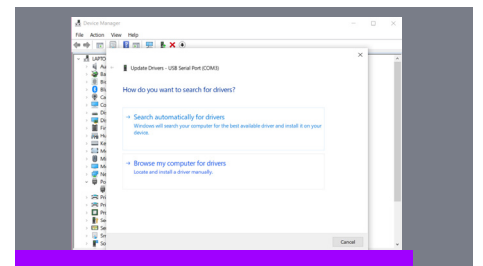 Device Manager
File Action View Help
LAPTO
Update Drivers - USB Serial Port (COM3)
How do you want to search for drivers?
Search automatically for drivers
Windows will search your computer for the best available driver and install it on your
device.
Browse my computer for drivers
Locate and install a driver manually.
Cancel